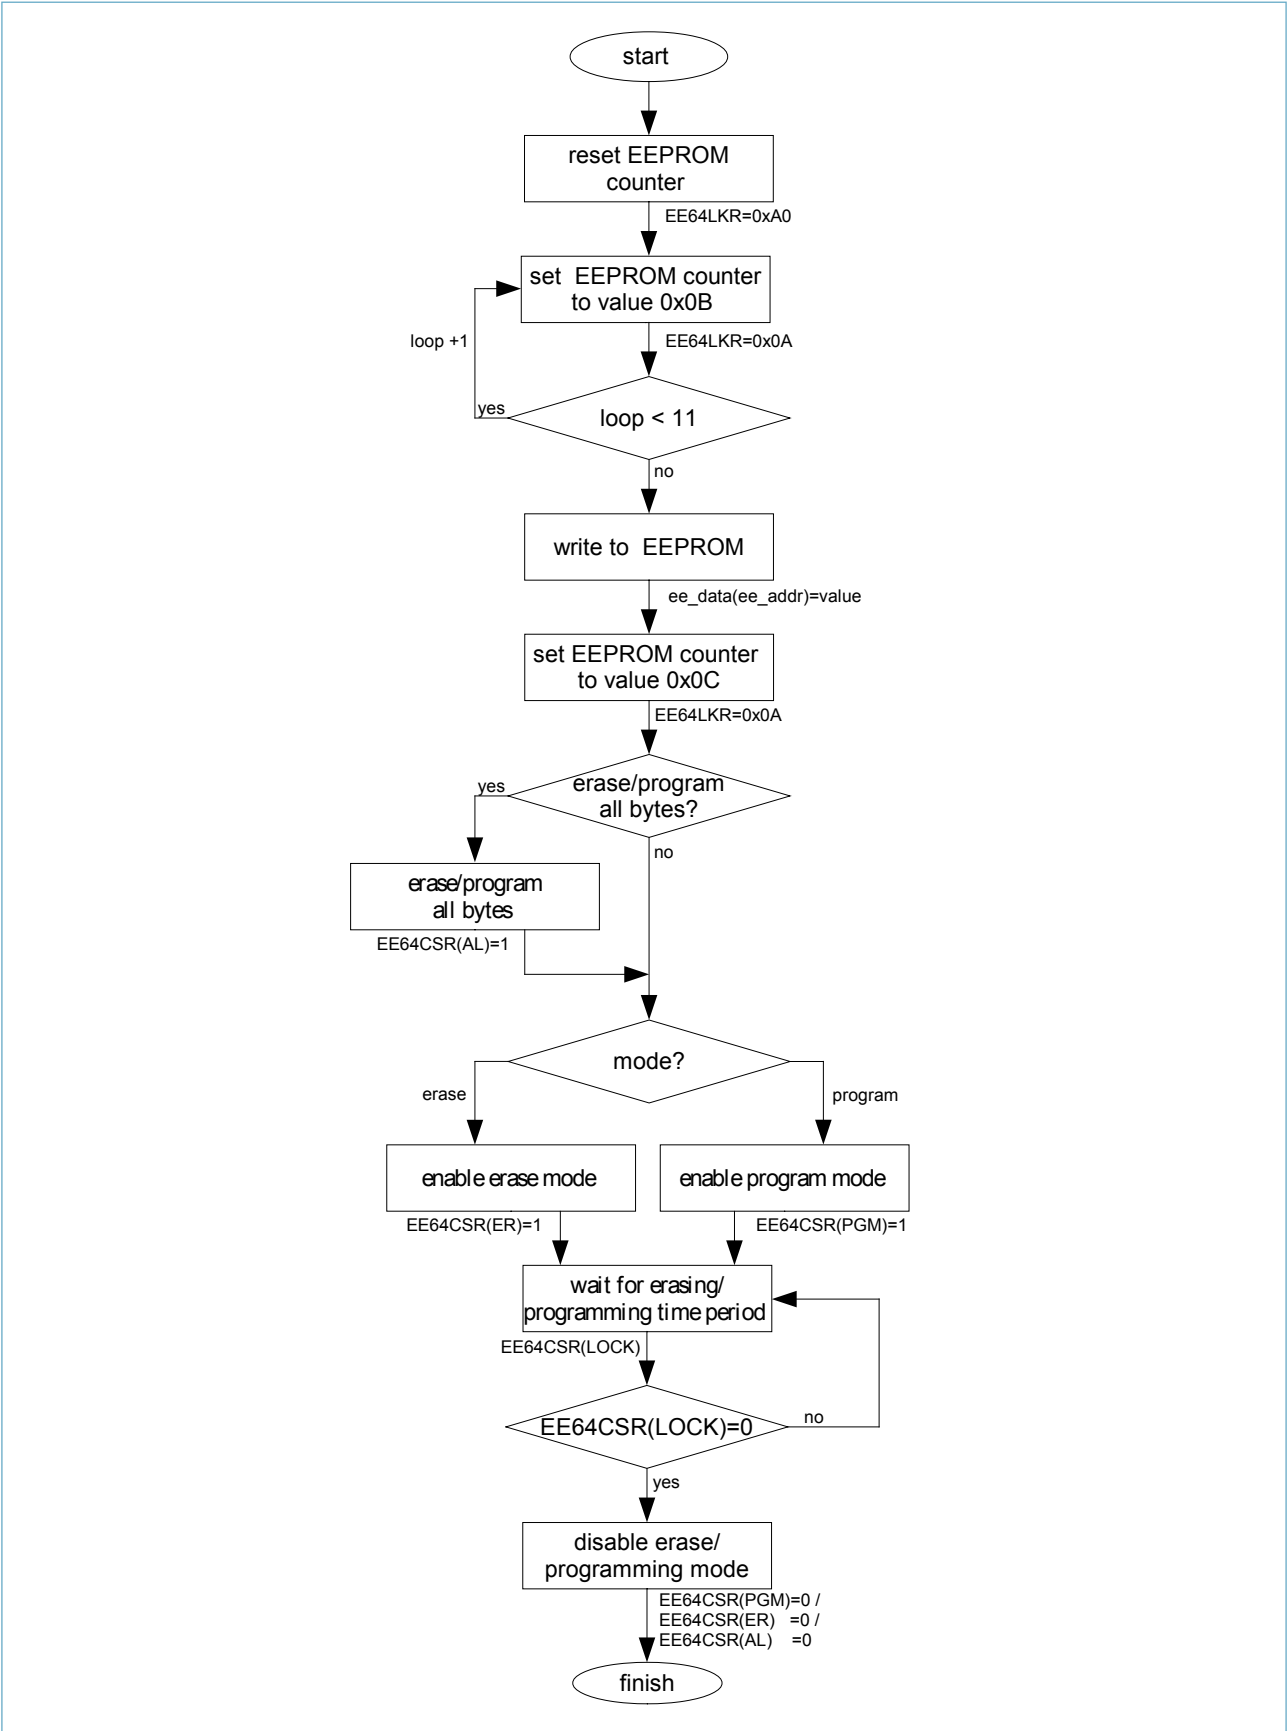 start
reset EEPROM
counter
EE64LKR=0xA0
set EEPROM counter
to value 0x0B
loop +1
EE64LKR=0x0A
yes
loop < 11
no
write to EEPROM
ee_data(ee_addr)=value
set EEPROM counter
to value 0x0C
EE64LKR=0x0A
yes
erase/program
all bytes?
no
erase/program
all bytes
EE64CSR(AL)=1
mode?
erase
program
enable erase mode
enable program mode
EE64CSR(ER)=1
EE64CSR(PGM)=1
wait for erasing/
programming time period
EE64CSR(LOCK)
EE64CSR(LOCK)=0
no
yes
disable erase/
programming mode
EE64CSR(PGM)=0 /
EE64CSR(ER) =0 /
EE64CSR(AL) =0
finish